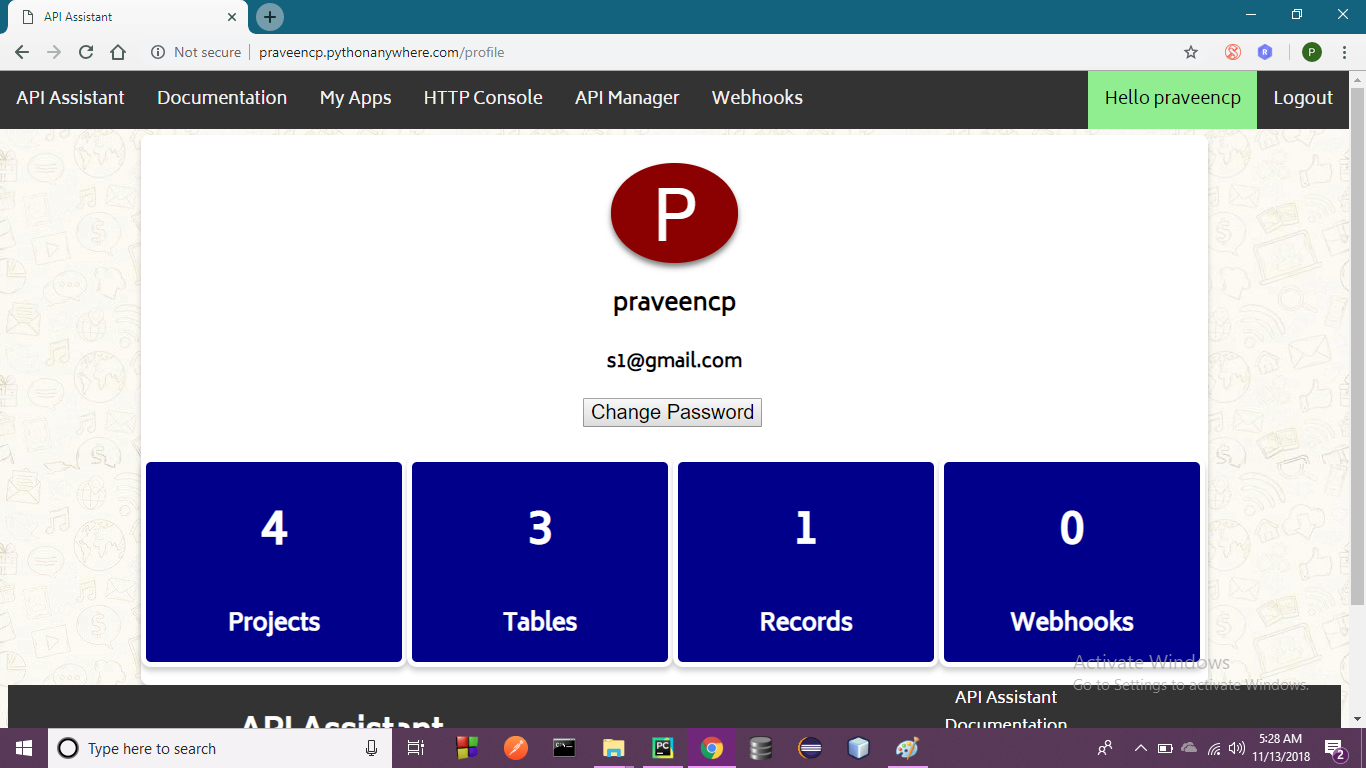 API Assistant
Not secure praveencp.pythonanywhere.com/profile
P
API Assistant Documentation My Apps HTTP Console API Manager Webhooks Hello praveencp Logout
P
praveencp
s1@gmail.com
Change Password
4 3 1 0
Projects Tables Records Webhooks
Activate Windows
Go to Settings to activate Windows.
API Assistant
API Assistant
Documentation
Type here to search
PC
5:28 AM
11/13/2018
2